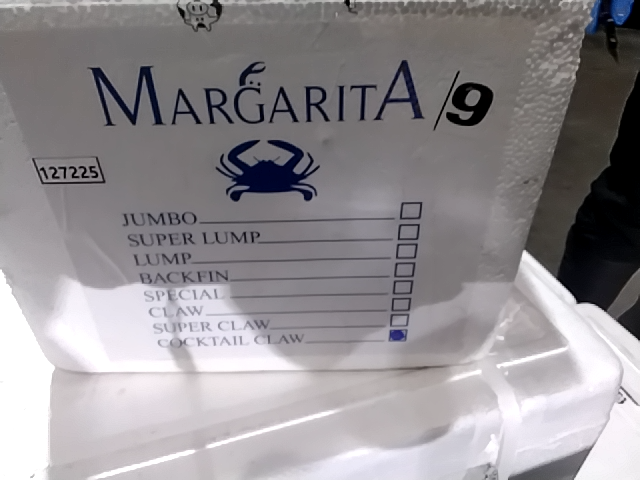 MARGARITA /9
127225
JUMBO
SUPER LUMP
LUMP
BACKFIN
SPECIAL
CLAW
SUPER CLAW
COCKTAIL CLAW